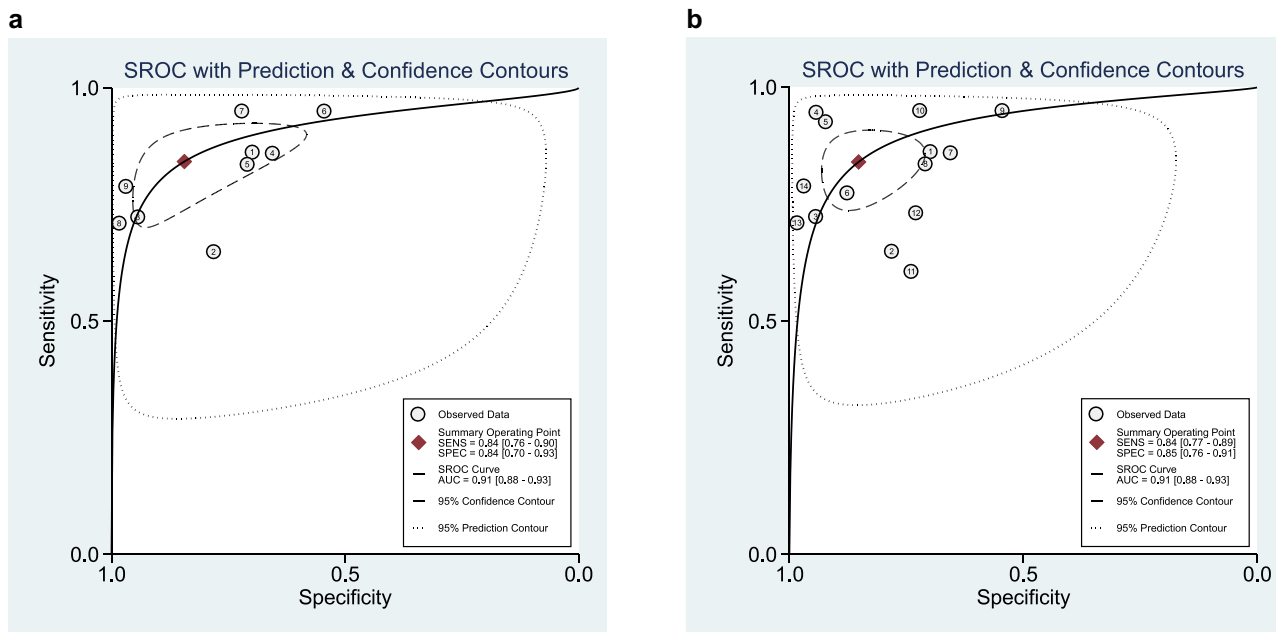 a
SROC with Prediction & Confidence Contours
1.0
0.5
0.0
Sensitivity
7
6
1
4
5
9
3
8
2
Observed Data
Summary Operating Point
SENS = 0.84 [0.76 - 0.90]
SPEC = 0.84 [0.70 - 0.93]
SROC Curve
AUC = 0.91 [0.88 - 0.93]
95% Confidence Contour
95% Prediction Contour
1.0
0.5
0.0
Specificity
b
SROC with Prediction & Confidence Contours
1.0
0.5
0.0
Sensitivity
4
5
10
9
1
7
8
14
6
3
13
12
2
11
Observed Data
Summary Operating Point
SENS = 0.84 [0.77 - 0.89]
SPEC = 0.85 [0.76 - 0.91]
SROC Curve
AUC = 0.91 [0.88 - 0.93]
95% Confidence Contour
95% Prediction Contour
1.0
0.5
0.0
Specificity